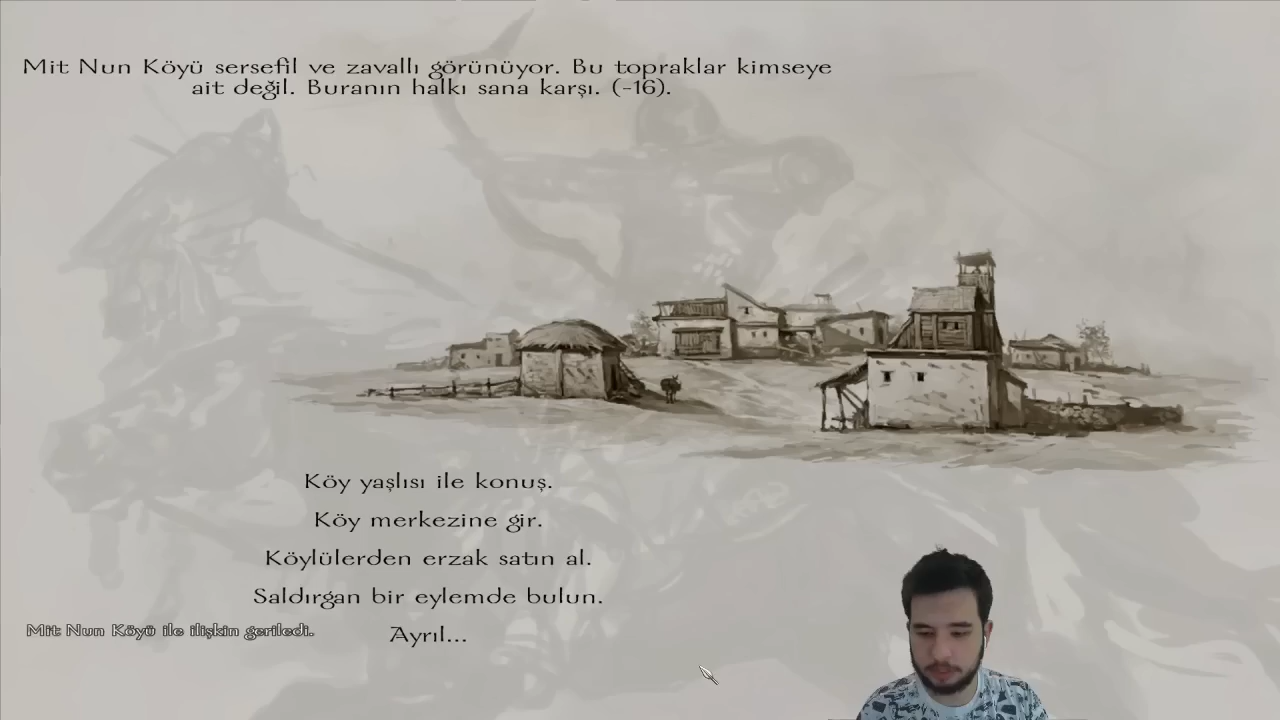 Mit Nun Köyü sersefil ve zavallı görünüyor. Bu topraklar kimseye
ait değil. Buranın halkı sana karşı. (-16).
Köy yaşlısı ile konuş.
Köy merkezine gir.
Köylülerden erzak satın al.
Saldırgan bir eylemde bulun.
Mit Nun Köyü ile ilişkin geriledi.
Ayrıl...